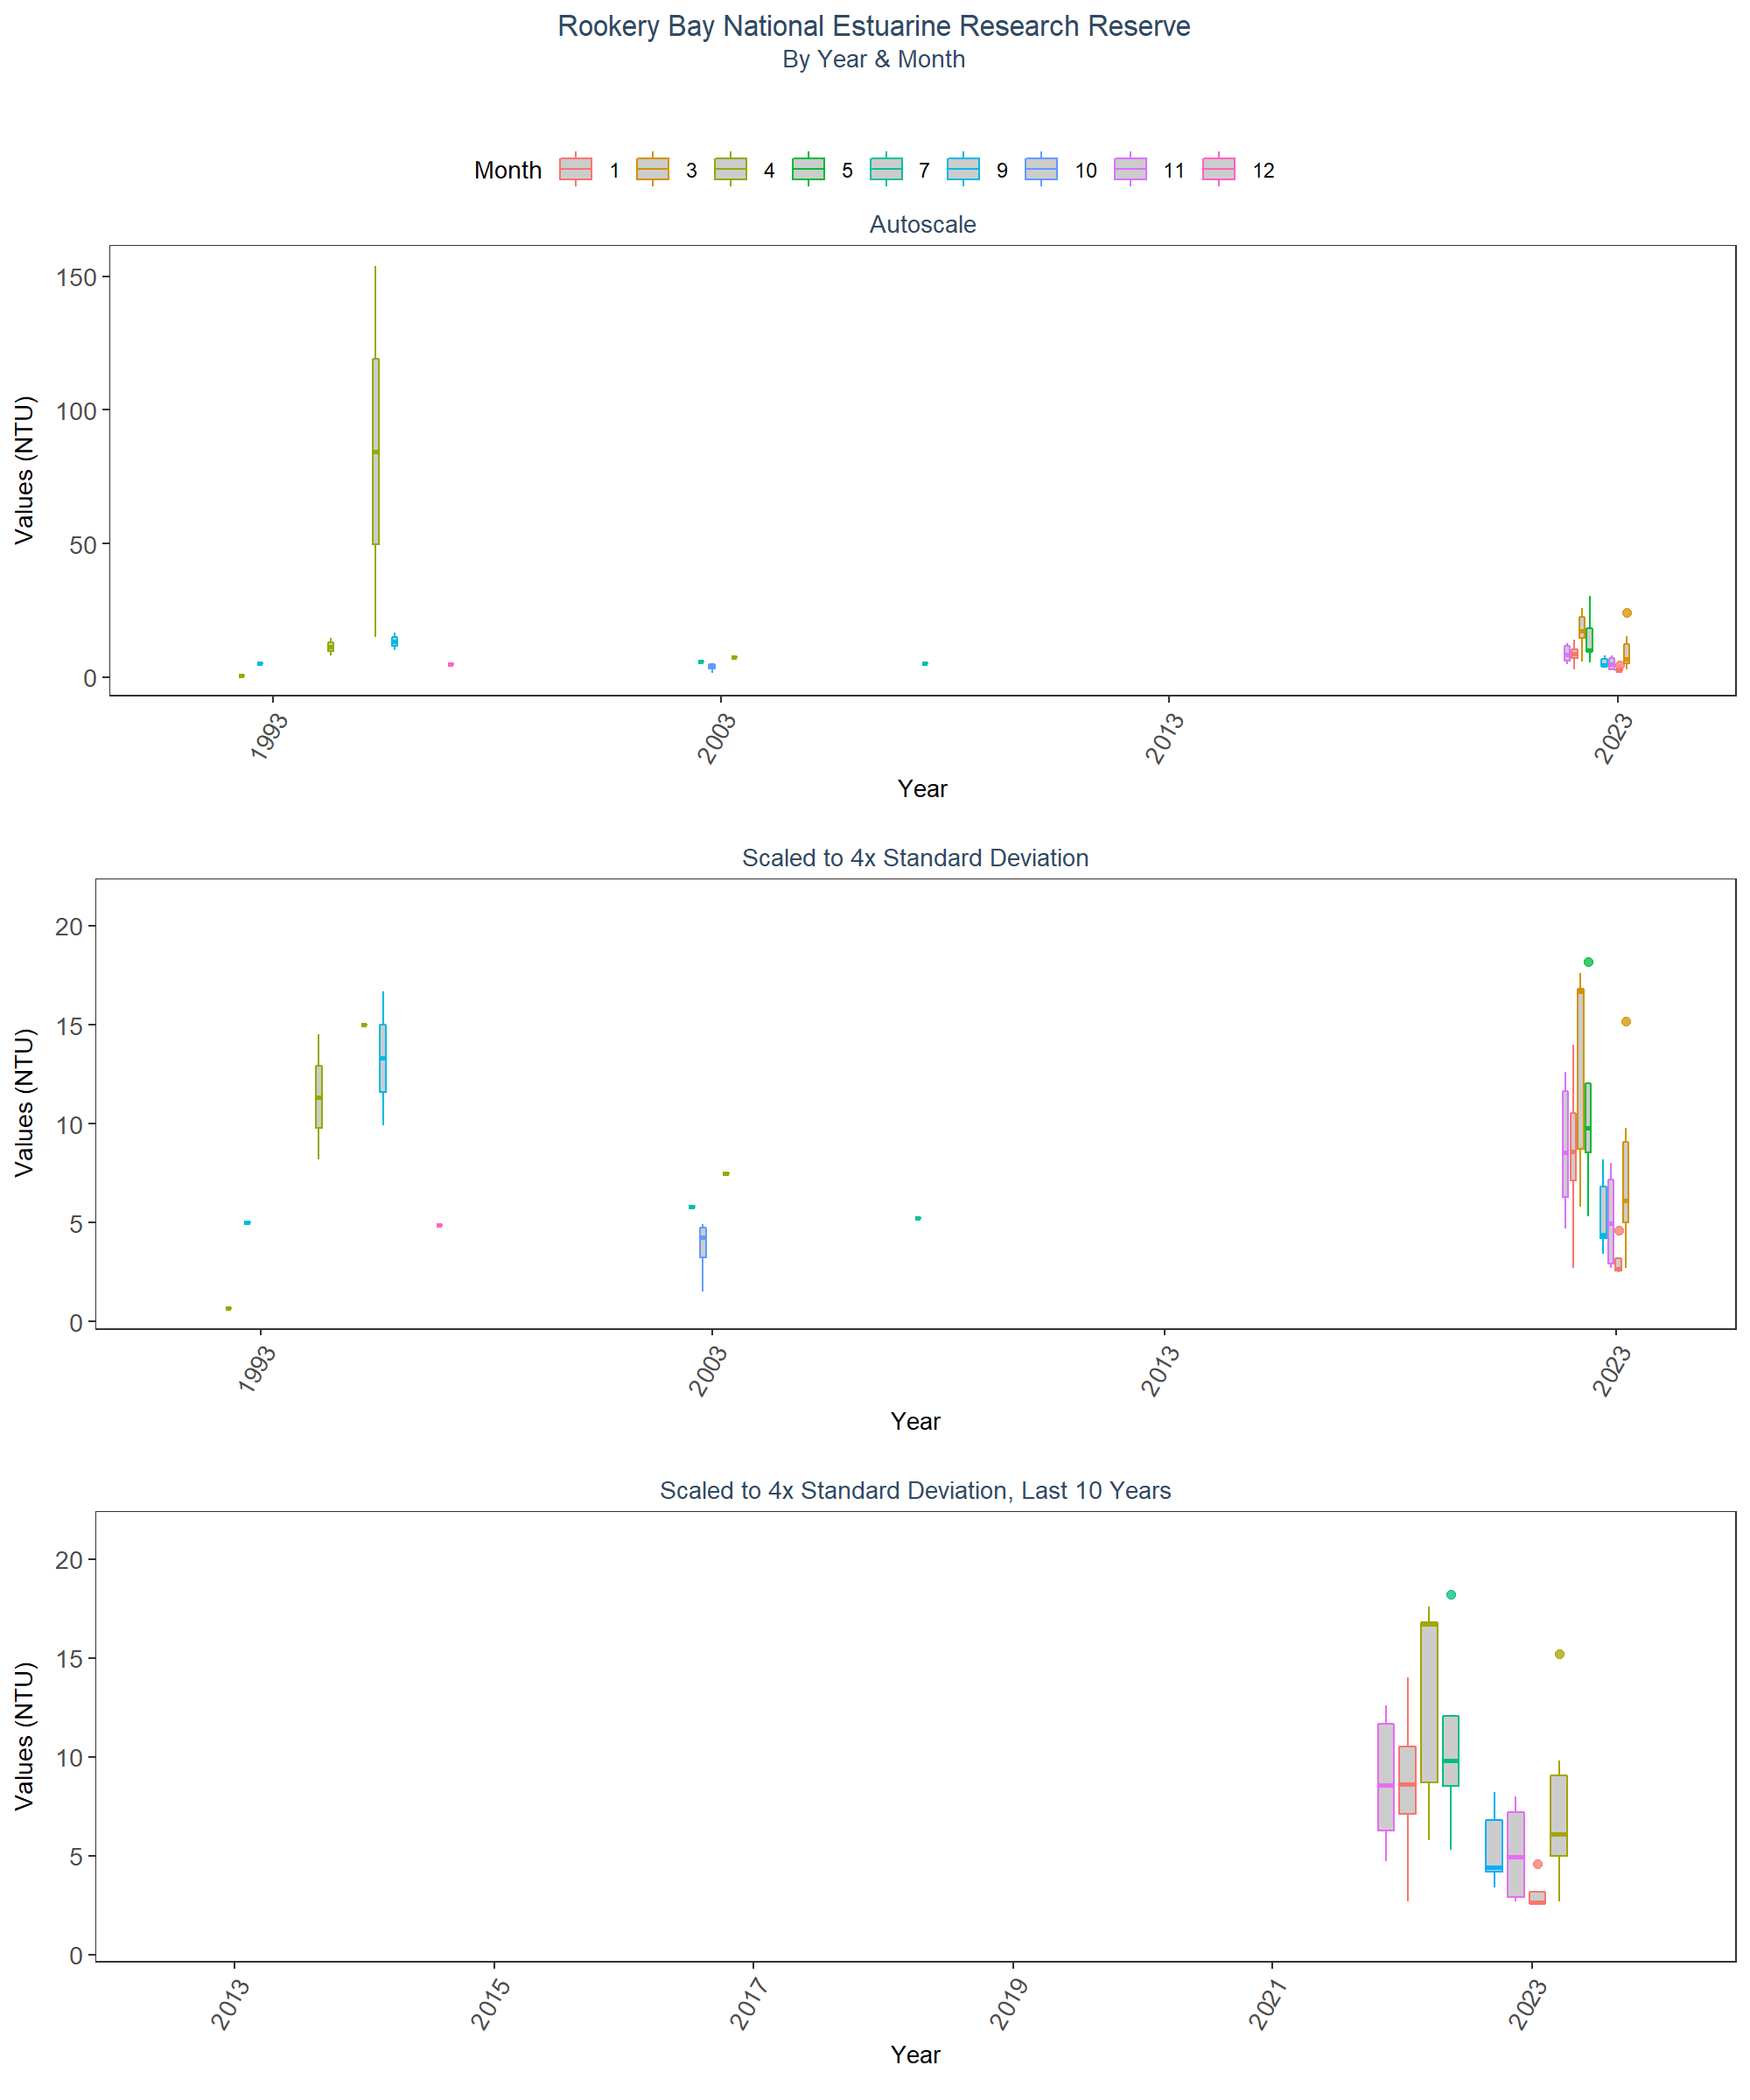 Rookery Bay National Estuarine Research Reserve
By Year & Month
Month 1 3 4 5 7 9 10 11 12
Autoscale
Values (NTU)
150
100
50
0
1993 2003 2013 2023
Year
Scaled to 4x Standard Deviation
Values (NTU)
20
15
10
5
0
1993 2003 2013 2023
Year
Scaled to 4x Standard Deviation, Last 10 Years
Values (NTU)
20
15
10
5
0
2013 2015 2017 2019 2021 2023
Year